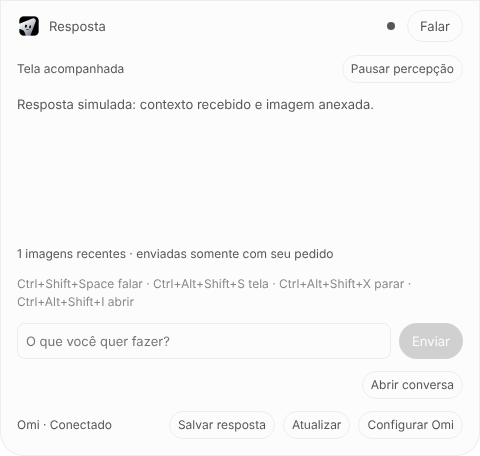 Resposta
Falar
Tela acompanhada
Pausar percepção
Resposta simulada: contexto recebido e imagem anexada.
1 imagens recentes · enviadas somente com seu pedido
Ctrl+Shift+Space falar · Ctrl+Alt+Shift+S tela · Ctrl+Alt+Shift+X parar ·
Ctrl+Alt+Shift+I abrir
O que você quer fazer?
Enviar
Abrir conversa
Omi · Conectado
Salvar resposta
Atualizar
Configurar Omi